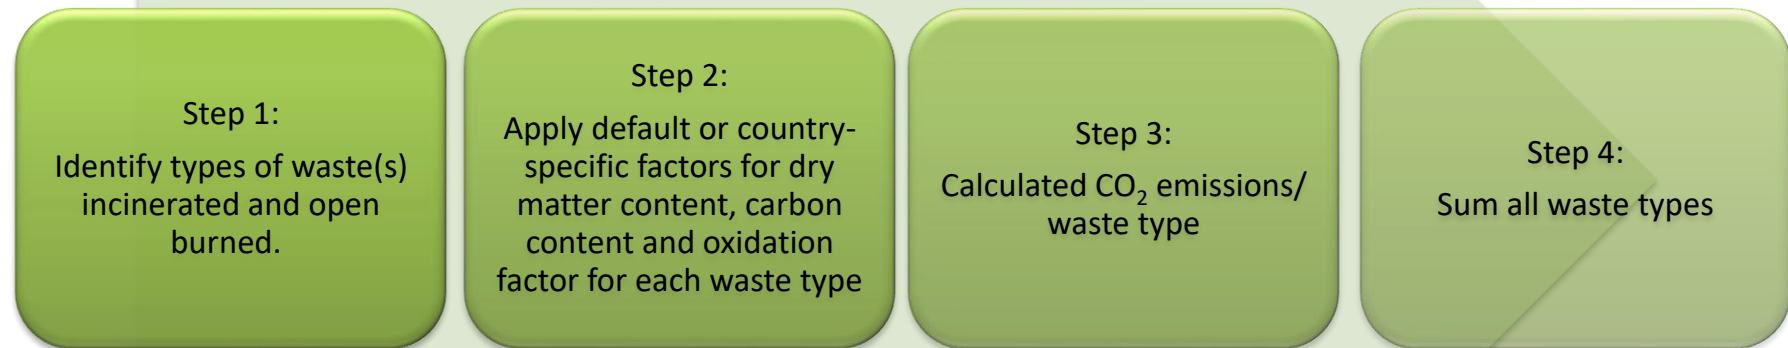 Step 1:
Identify types of waste(s)
incinerated and open
burned.
Step 2:
Apply default or country-
specific factors for dry
matter content, carbon
content and oxidation
factor for each waste type
Step 3:
Calculated CO₂ emissions/
waste type
Step 4:
Sum all waste types